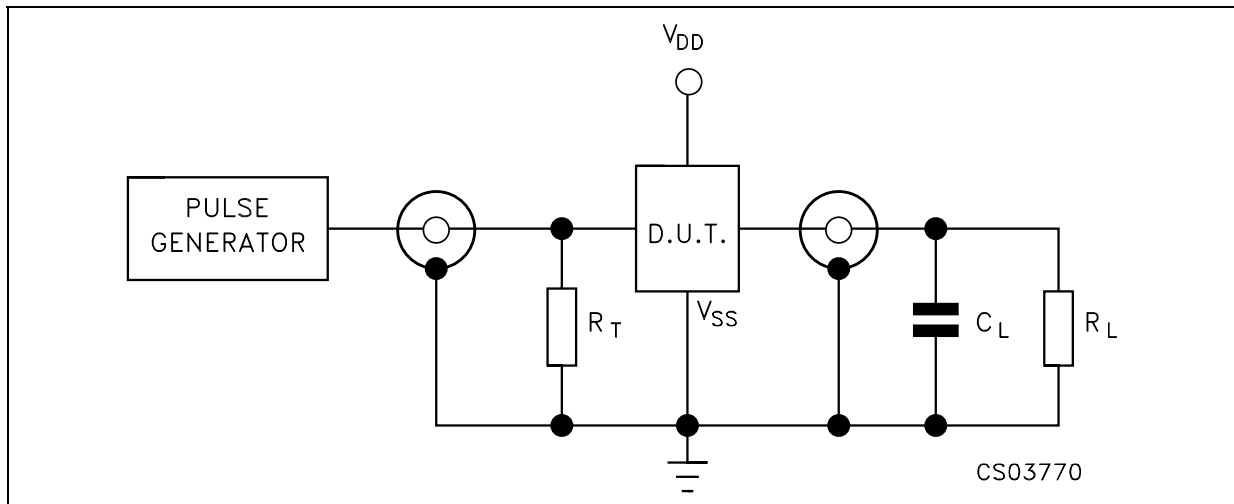 VDD
PULSE
GENERATOR
D.U.T.
RT
VSS
CL
RL
CS03770